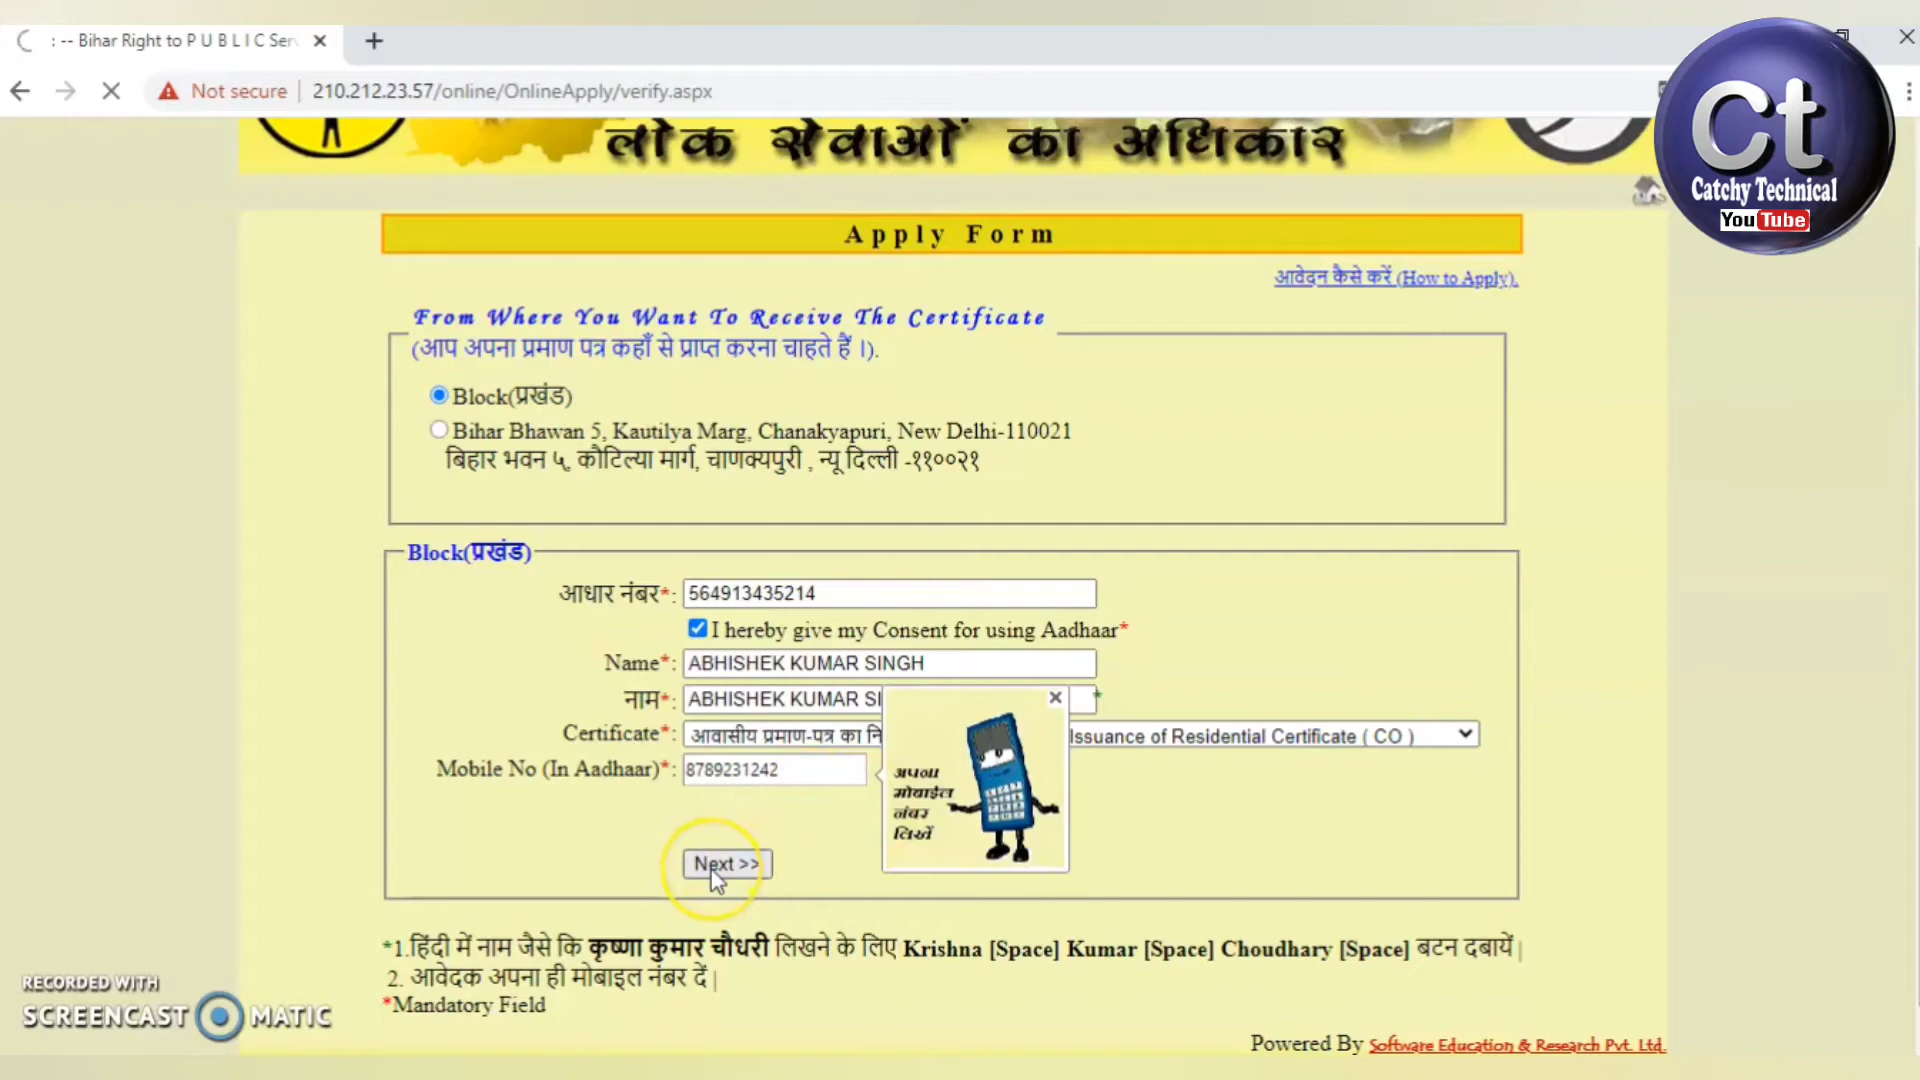 : -- Bihar Right to P U B L I C Serv
Not secure
210.212.23.57/online/OnlineApply/verify.aspx
Ct
Catchy Technical
YouTube
लोक सेवाओं का अधिकार
Apply Form
आवेदन कैसे करें (How to Apply).
From Where You Want To Receive The Certificate
(आप अपना प्रमाण पत्र कहाँ से प्राप्त करना चाहते हैं ।).
Block(प्रखंड)
Bihar Bhawan 5, Kautilya Marg, Chanakyapuri, New Delhi-110021
बिहार भवन ५, कौटिल्या मार्ग, चाणक्यपुरी , न्यू दिल्ली -११००२१
Block(प्रखंड)
आधार नंबर*: 564913435214
I hereby give my Consent for using Aadhaar*
Name*: ABHISHEK KUMAR SINGH
नाम*: ABHISHEK KUMAR SI *
Certificate*: आवासीय प्रमाण-पत्र का नि Issuance of Residential Certificate ( CO )
Mobile No (In Aadhaar)*: 8789231242
अपना
मोबाईल
नंबर
लिखें
Next >>
*1.हिंदी में नाम जैसे कि कृष्णा कुमार चौधरी लिखने के लिए Krishna [Space] Kumar [Space] Choudhary [Space] बटन दबायें |
2. आवेदक अपना ही मोबाइल नंबर दें |
*Mandatory Field
RECORDED WITH
SCREENCAST MATIC
Powered By Software Education & Research Pvt. Ltd.